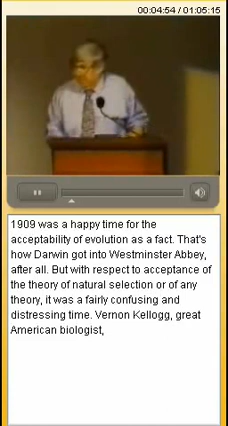 00:04:54 / 01:05:15
1909 was a happy time for the
acceptability of evolution as a fact. That's
how Darwin got into Westminster Abbey,
after all. But with respect to acceptance of
the theory of natural selection or of any
theory, it was a fairly confusing and
distressing time. Vernon Kellogg, great
American biologist,